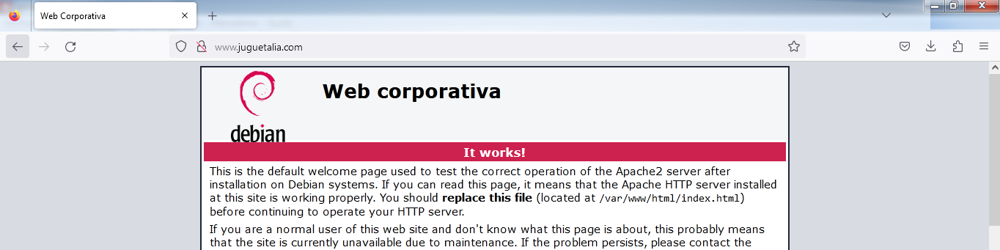 Web Corporativa
www.juguetalia.com
debian
Web corporativa
It works!
This is the default welcome page used to test the correct operation of the Apache2 server after
installation on Debian systems. If you can read this page, it means that the Apache HTTP server installed
at this site is working properly. You should replace this file (located at /var/www/html/index.html)
before continuing to operate your HTTP server.
If you are a normal user of this web site and don't know what this page is about, this probably means
that the site is currently unavailable due to maintenance. If the problem persists, please contact the